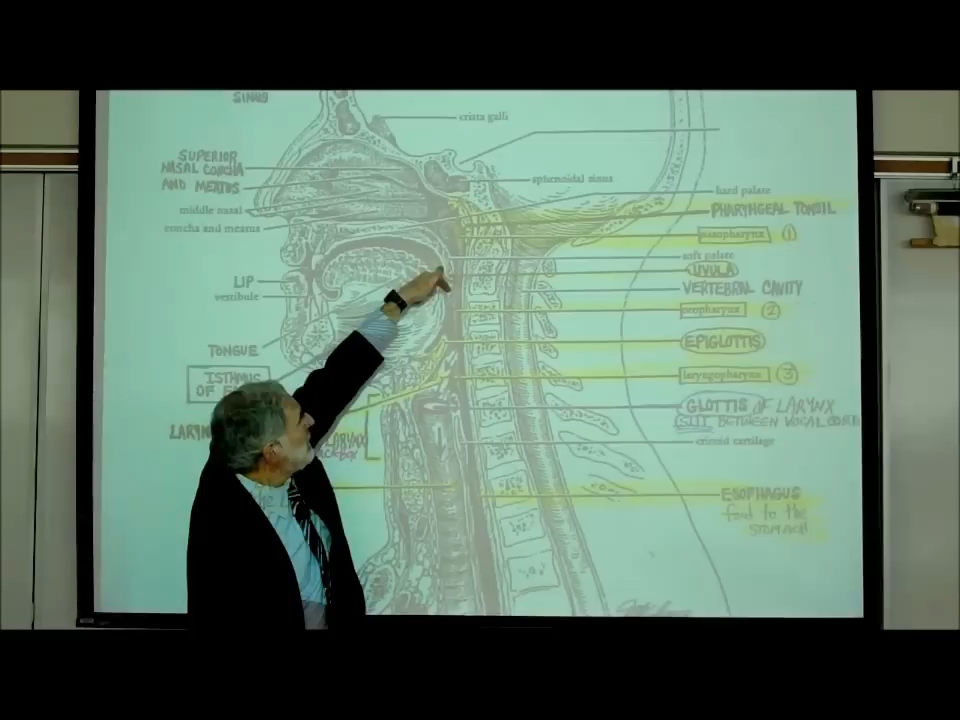 SINUS
crista galli
SUPERIOR
NASAL CONCHA
AND MEATUS
sphenoidal sinus
hard palate
middle nasal
concha and meatus
PHARYNGEAL TONSIL
nasopharynx 1
soft palate
UVULA
LIP
vestibule
VERTEBRAL CAVITY
oropharynx 2
TONGUE
EPIGLOTTIS
ISTHMUS
OF
laryngopharynx 3
GLOTTIS OF LARYNX
SLIT BETWEEN VOCAL CORDS
LARYNX
cricoid cartilage
ESOPHAGUS
food to the
STOMACH